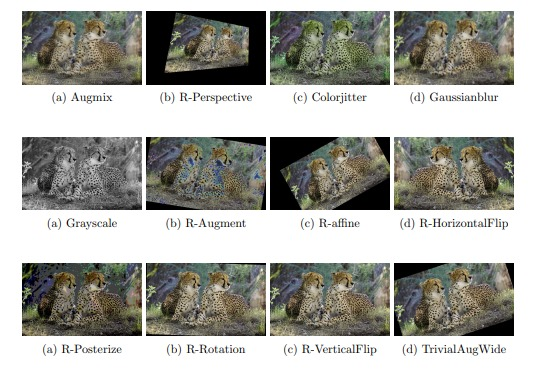 (a) Augmix (b) R-Perspective (c) Colorjitter (d) Gaussianblur
(a) Grayscale (b) R-Augment (c) R-affine (d) R-HorizontalFlip
(a) R-Posterize (b) R-Rotation (c) R-VerticalFlip (d) TrivialAugWide